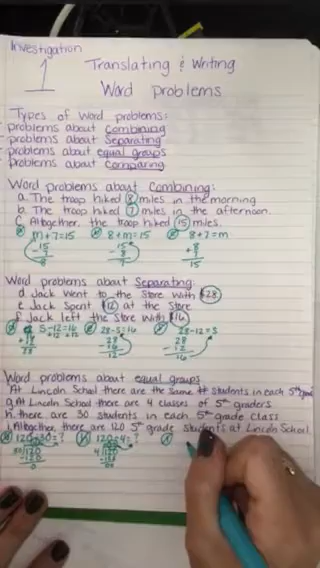 Investigation
1 Translating & Writing
Word problems
Types of Word problems:
problems about Combining
problems about Separating
problems about equal groups
problems about Comparing
Word problems about Combining:
a. The troop hiked 8 miles in the morning
b. The troop hiked 7 miles in the afternoon.
c. Altogether, the troop hiked 15 miles.
m+7=15 8+m=15 8+7=m
-15 -15 +8
7 8 7
8 7 15
Word problems about Separating
d Jack Went to the Store with $28
e Jack Spent $12 at the Store
f Jack left the Store with $16
S-12=16 28-S=16 28-12=S
+12 +12
28 28
-16 -12
28 12 16
Word problems about equal groups
f. At Lincoln School there are the Same # Students in each 5th grade
g. At Lincoln School there are 4 classes of 5th graders
h. there are 30 students in each 5th grade Class
i. Altogether, there are 120 5th grade Students at Lincoln School
120÷30=? 120÷4=?
30 120 4 120